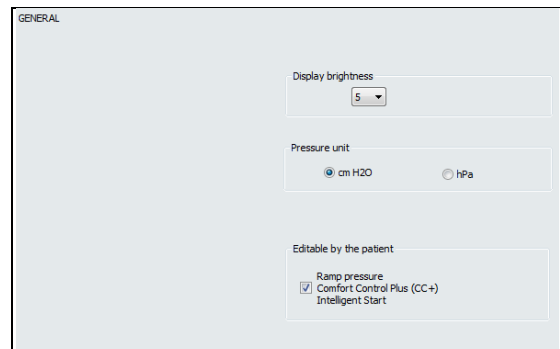 GENERAL
Display brightness
5
Pressure unit
cm H2O
hPa
Editable by the patient
Ramp pressure
Comfort Control Plus (CC+)
Intelligent Start